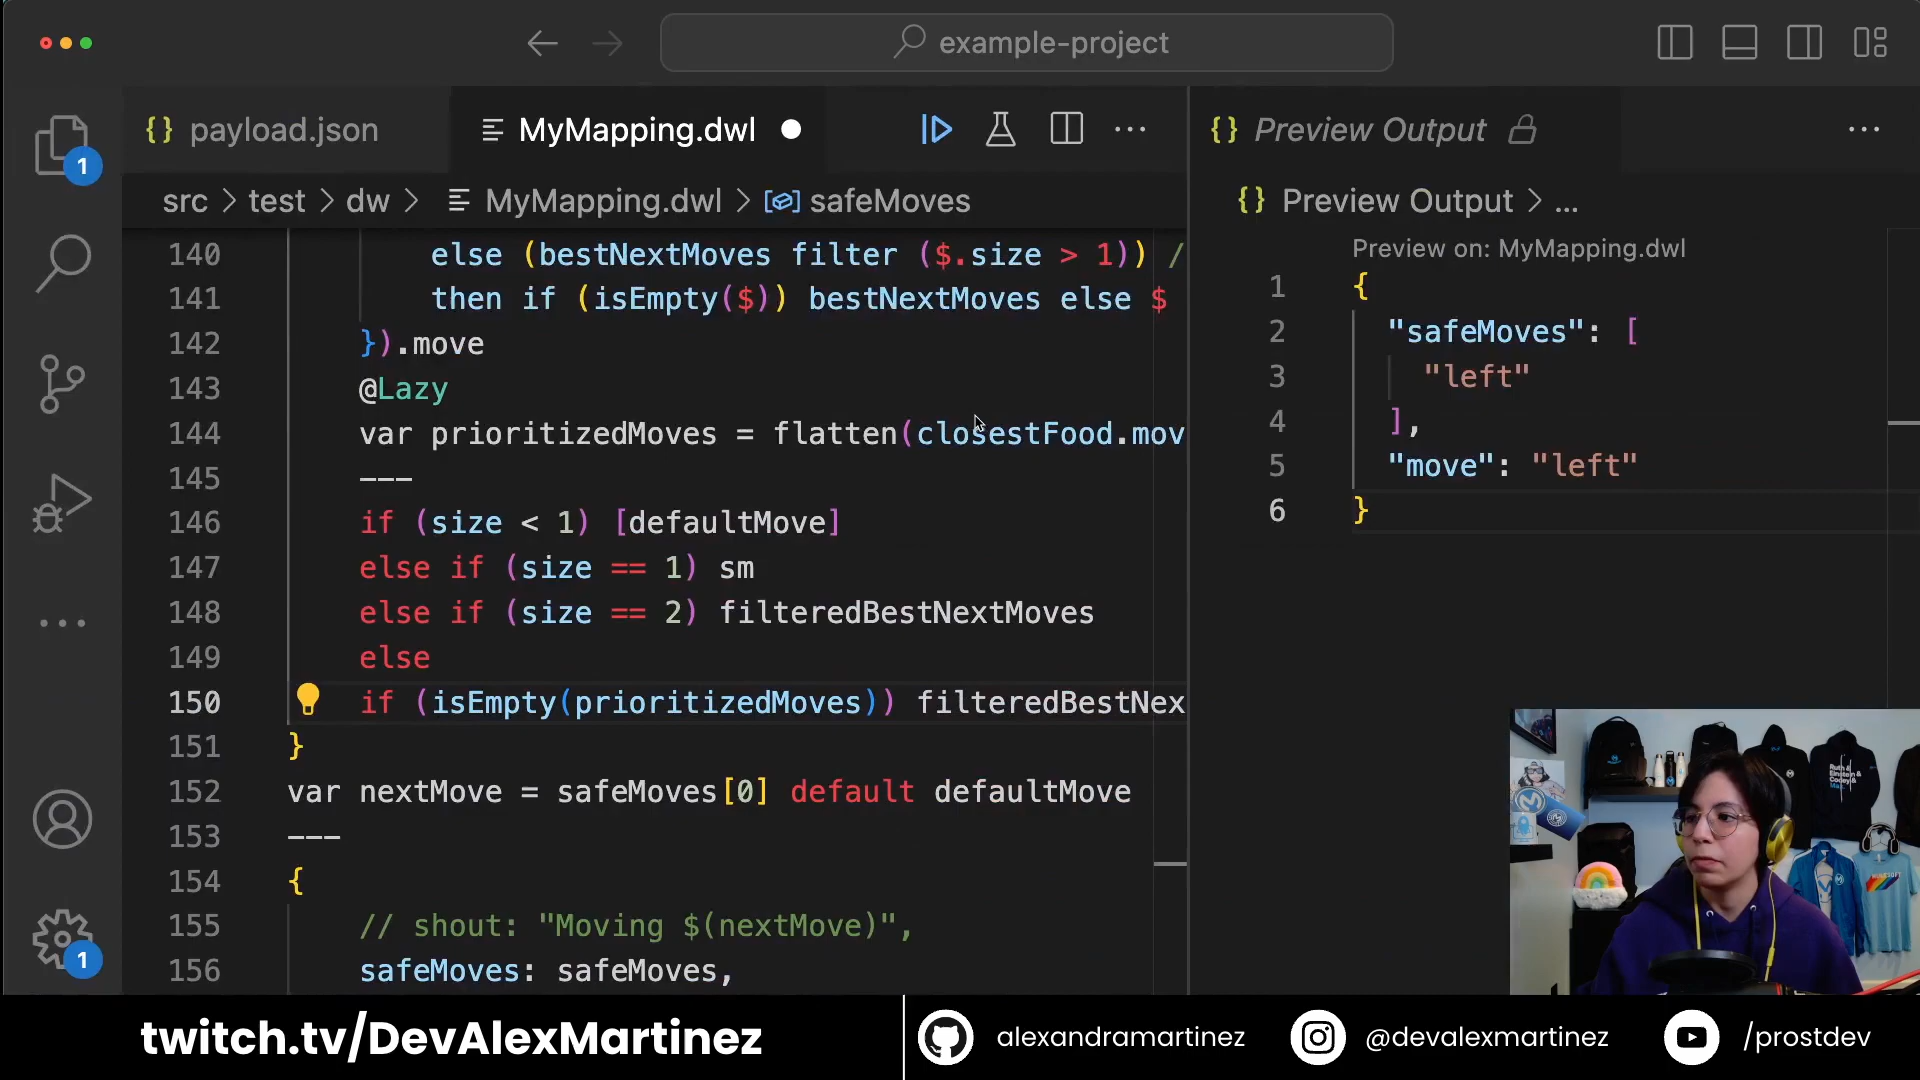 example-project
payload.json
MyMapping.dwl
Preview Output
1
src > test > dw > MyMapping.dwl > safeMoves
Preview Output > ...
140 else (bestNextMoves filter ($.size > 1)) /
141 then if (isEmpty($)) bestNextMoves else $
142 }).move
143 @Lazy
144 var prioritizedMoves = flatten(closestFood.mov
145 ---
146 if (size < 1) [defaultMove]
147 else if (size == 1) sm
148 else if (size == 2) filteredBestNextMoves
149 else
150 if (isEmpty(prioritizedMoves)) filteredBestNex
151 }
152 var nextMove = safeMoves[0] default defaultMove
153 ---
154 {
155 // shout: "Moving $(nextMove)",
156 safeMoves: safeMoves,
Preview on: MyMapping.dwl
1 {
2 "safeMoves": [
3 "left"
4 ],
5 "move": "left"
6 }
1
twitch.tv/DevAlexMartinez
alexandramartinez
@devalexmartinez
/prostdev